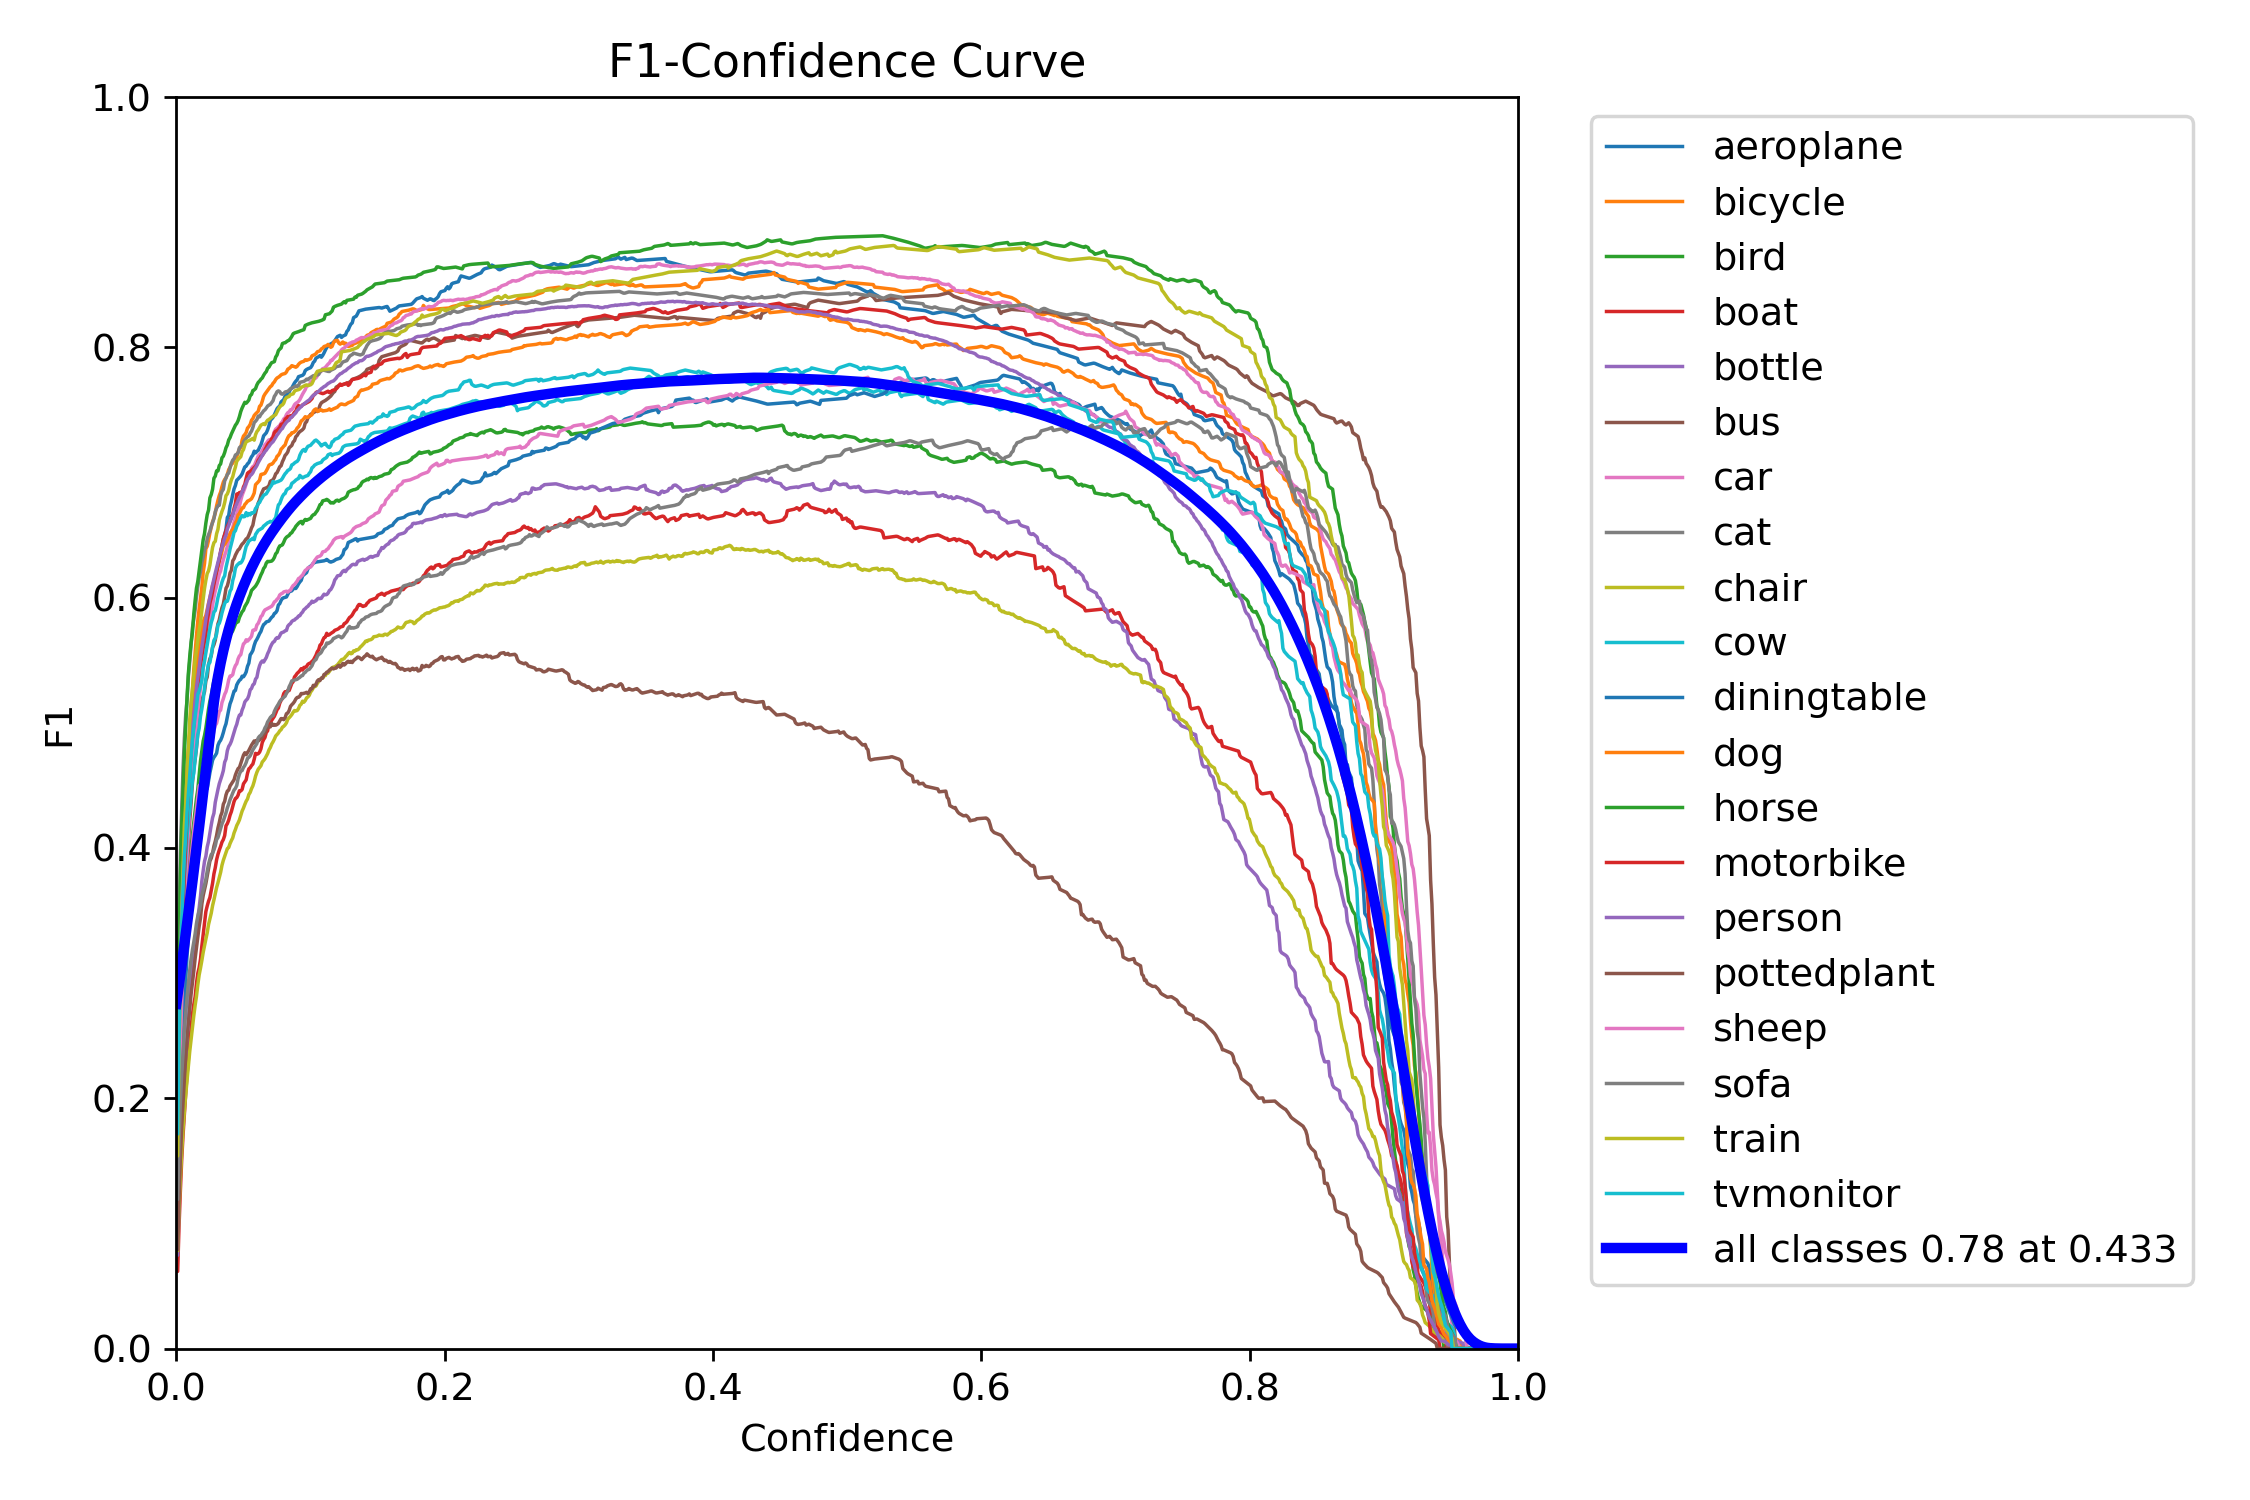 F1-Confidence Curve
1.0
0.8
0.6
0.4
0.2
0.0
F1
0.0
0.2
0.4
0.6
0.8
1.0
Confidence
aeroplane
bicycle
bird
boat
bottle
bus
car
cat
chair
cow
diningtable
dog
horse
motorbike
person
pottedplant
sheep
sofa
train
tvmonitor
all classes 0.78 at 0.433